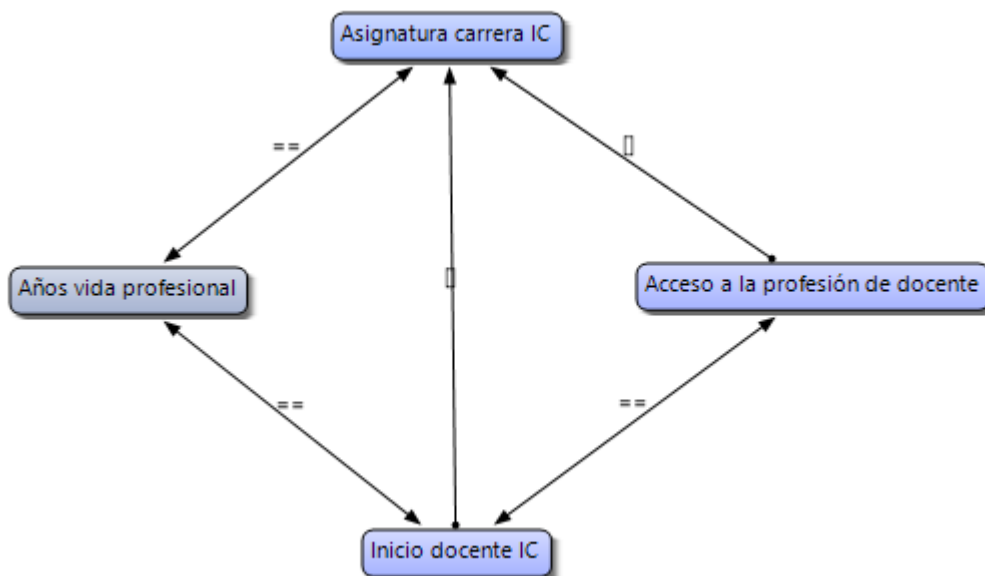 Asignatura carrera IC
==
[]
Años vida profesional
[]
Acceso a la profesión de docente
==
==
Inicio docente IC